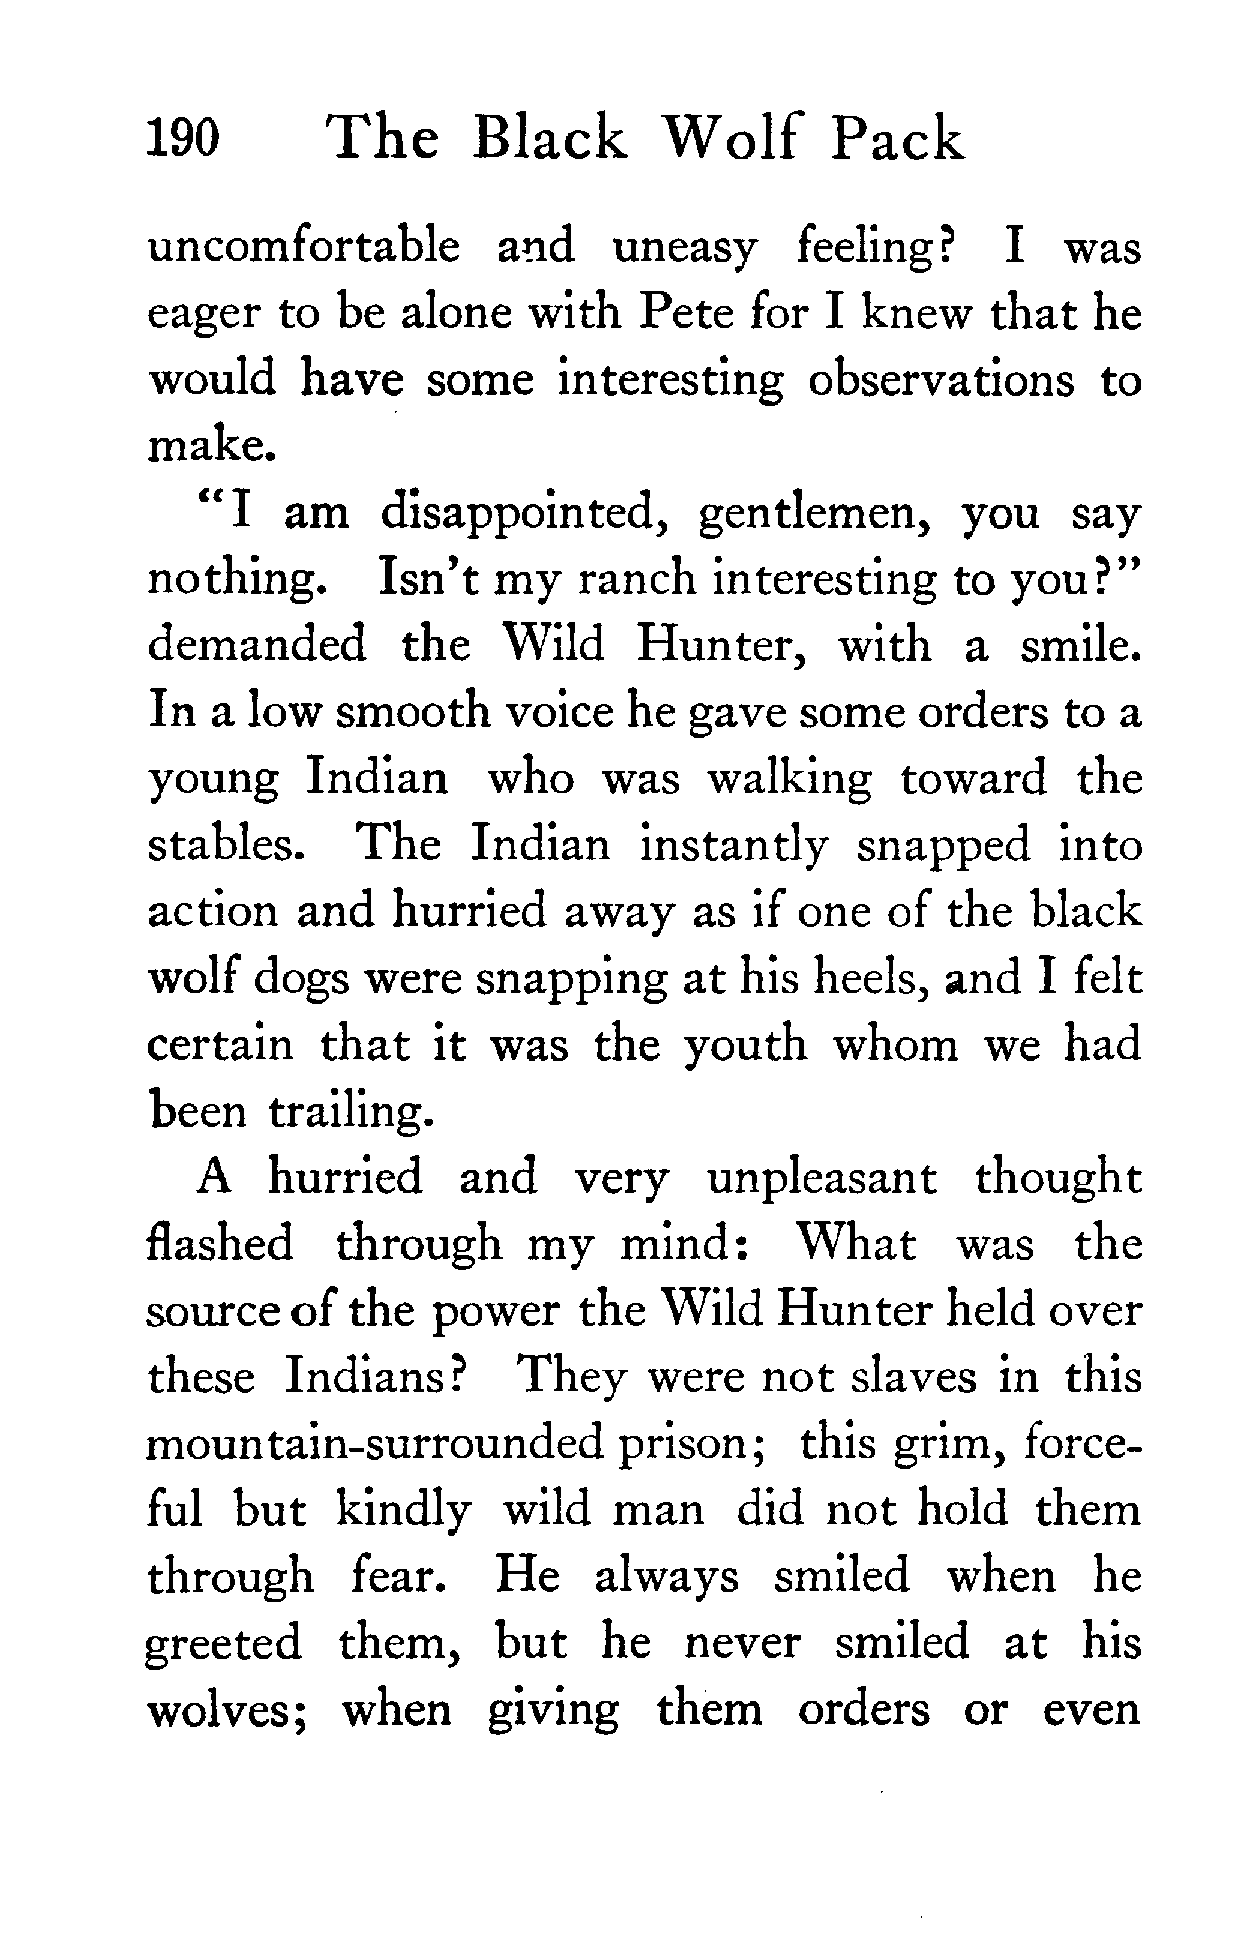 190 The Black Wolf Pack
uncomfortable and uneasy feeling? I was
eager to be alone with Pete for I knew that he
would have some interesting observations to
make.
“I am disappointed, gentlemen, you say
nothing. Isn’t my ranch interesting to you?”
demanded the Wild Hunter, with a smile.
In a low smooth voice he gave some orders to a
young Indian who was walking toward the
stables. The Indian instantly snapped into
action and hurried away as if one of the black
wolf dogs were snapping at his heels, and I felt
certain that it was the youth whom we had
been trailing.
A hurried and very unpleasant thought
flashed through my mind: What was the
source of the power the Wild Hunter held over
these Indians? They were not slaves in this
mountain-surrounded prison; this grim, force-
ful but kindly wild man did not hold them
through fear. He always smiled when he
greeted them, but he never smiled at his
wolves; when giving them orders or even